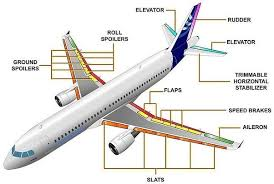 ELEVATOR
RUDDER
ROLL
SPOILERS
ELEVATOR
GROUND
SPOILERS
TRIMMABLE
HORIZONTAL
STABILIZER
FLAPS
SPEED BRAKES
AILERON
SLATS